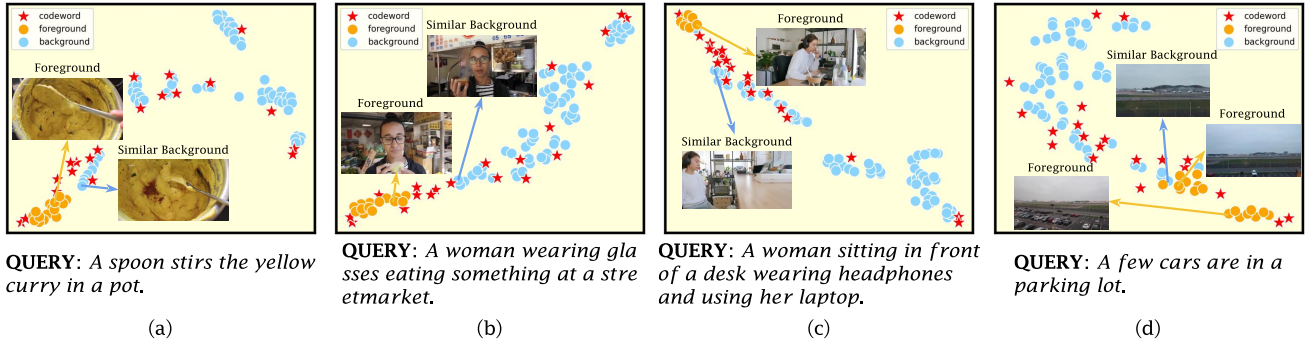 codeword
foreground
background
Foreground
Similar Background
QUERY: A spoon stirs the yellow
curry in a pot.
(a)
codeword
foreground
background
Similar Background
Foreground
QUERY: A woman wearing gla
sses eating something at a stre
etmarket.
(b)
codeword
foreground
background
Foreground
Similar Background
QUERY: A woman sitting in front
of a desk wearing headphones
and using her laptop.
(c)
codeword
foreground
background
Similar Background
Foreground
Foreground
QUERY: A few cars are in a
parking lot.
(d)